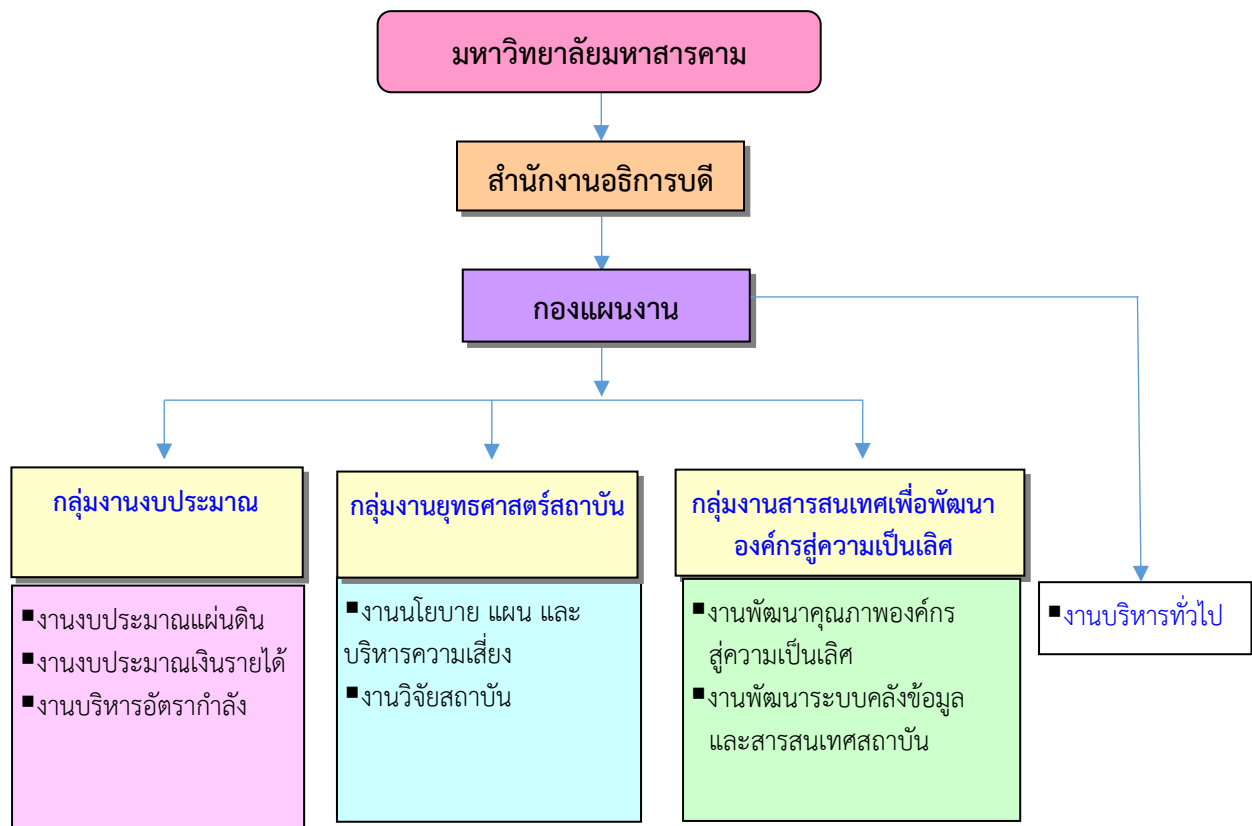 มหาวิทยาลัยมหาสารคาม
สำนักงานอธิการบดี
กองแผนงาน
กลุ่มงานงบประมาณ
▪งานงบประมาณแผ่นดิน
▪งานงบประมาณเงินรายได้
▪งานบริหารอัตรากำลัง
กลุ่มงานยุทธศาสตร์สถาบัน
▪งานนโยบาย แผน และ
บริหารความเสี่ยง
▪งานวิจัยสถาบัน
กลุ่มงานสารสนเทศเพื่อพัฒนา
องค์กรสู่ความเป็นเลิศ
▪งานพัฒนาคุณภาพองค์กร
สู่ความเป็นเลิศ
▪งานพัฒนาระบบคลังข้อมูล
และสารสนเทศสถาบัน
▪งานบริหารทั่วไป